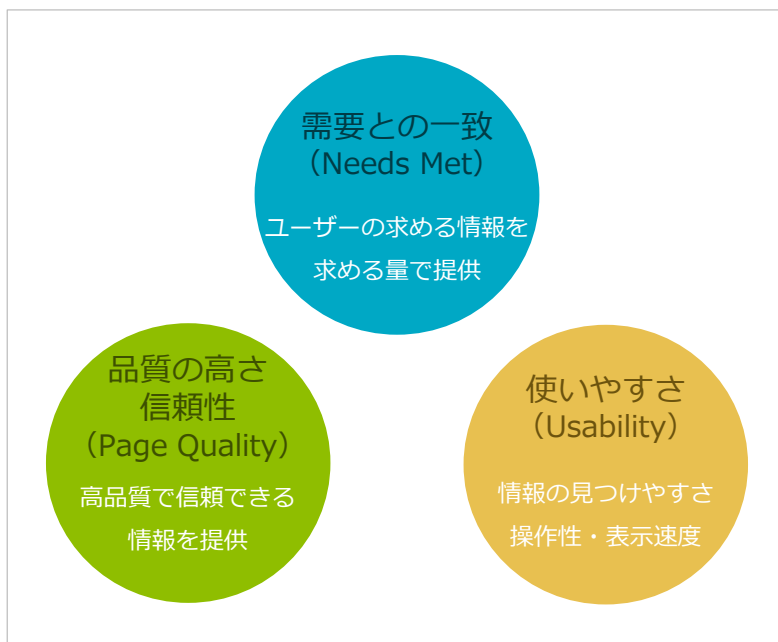 需要との一致
（Needs Met）
ユーザーの求める情報を
求める量で提供
品質の高さ
信頼性
（Page Quality）
高品質で信頼できる
情報を提供
使いやすさ
（Usability）
情報の見つけやすさ
操作性・表示速度